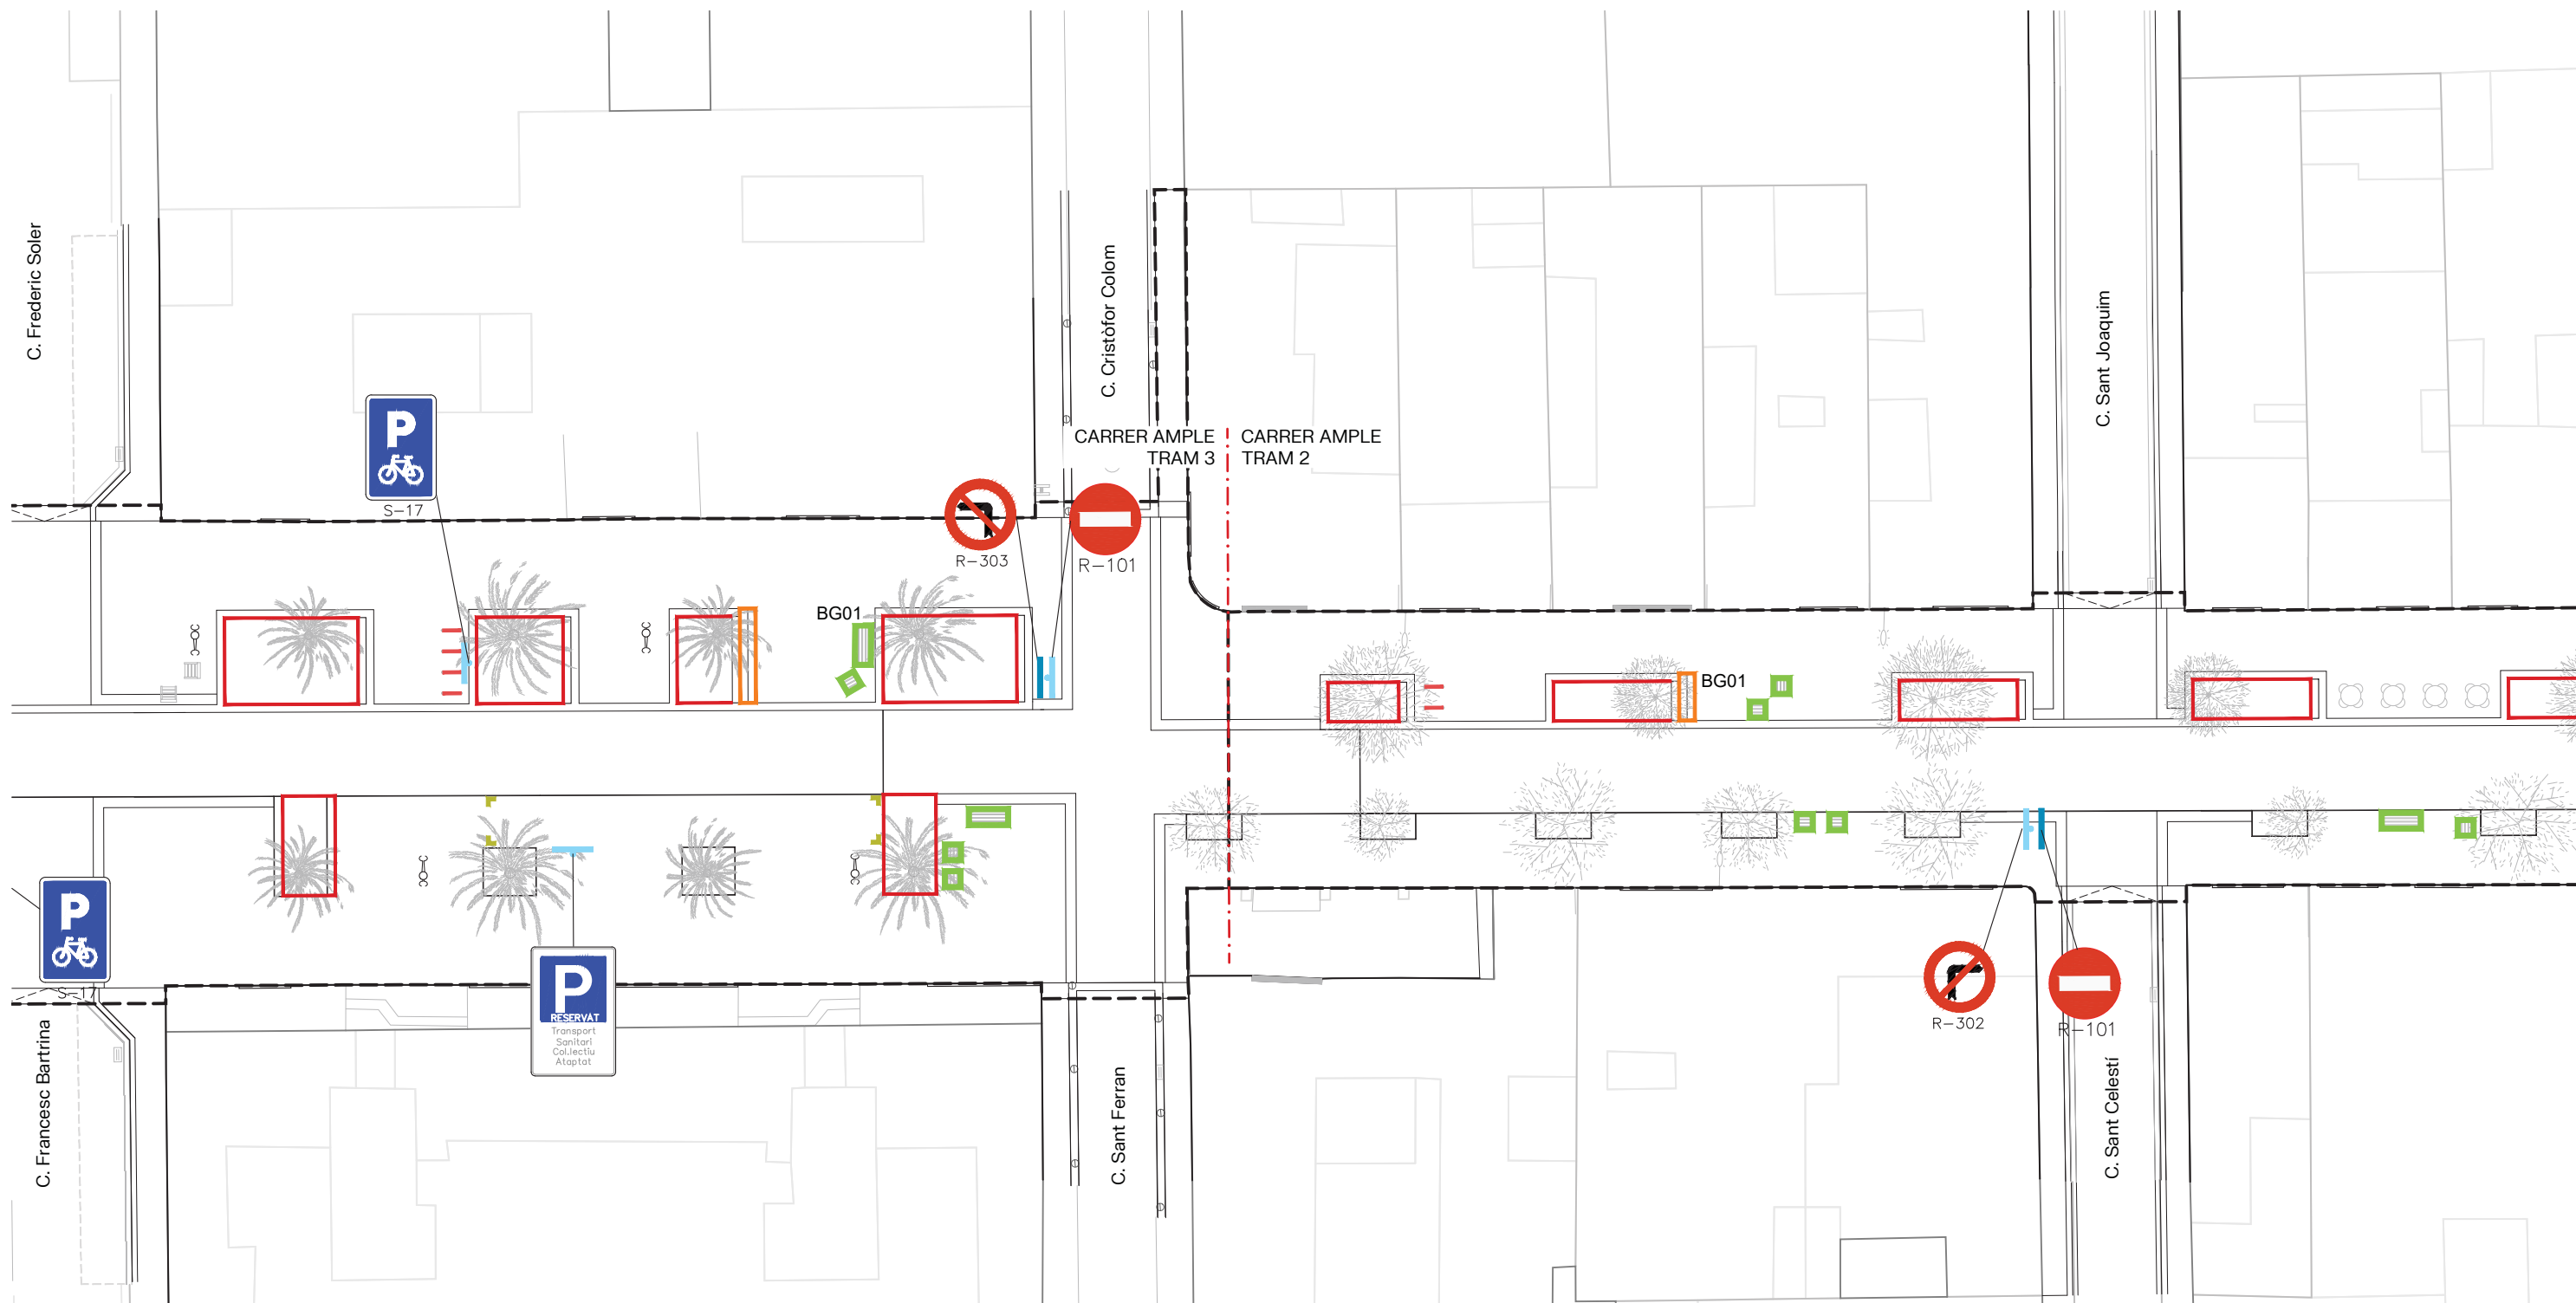 C. Frederic Soler
C. Cristòfor Colom
C. Sant Joaquim
P
S-17
CARRER AMPLE
TRAM 3
CARRER AMPLE
TRAM 2
R-303
R-101
BG01
BG01
P
S-17
P
RESERVAT
Transport
Sanitari
Col.lectiu
Ataptat
R-302
R-101
C. Francesc Bartrina
C. Sant Ferran
C. Sant Celestí